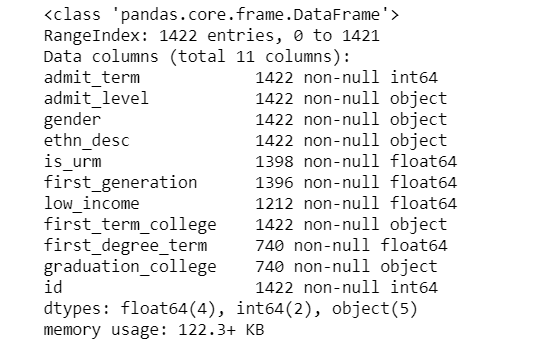 <class 'pandas.core.frame.DataFrame'>
RangeIndex: 1422 entries, 0 to 1421
Data columns (total 11 columns):
admit_term            1422 non-null int64
admit_level           1422 non-null object
gender                1422 non-null object
ethn_desc             1422 non-null object
is_urm                1398 non-null float64
first_generation      1396 non-null float64
low_income            1212 non-null float64
first_term_college    1422 non-null object
first_degree_term     740 non-null float64
graduation_college    740 non-null object
id                    1422 non-null int64
dtypes: float64(4), int64(2), object(5)
memory usage: 122.3+ KB